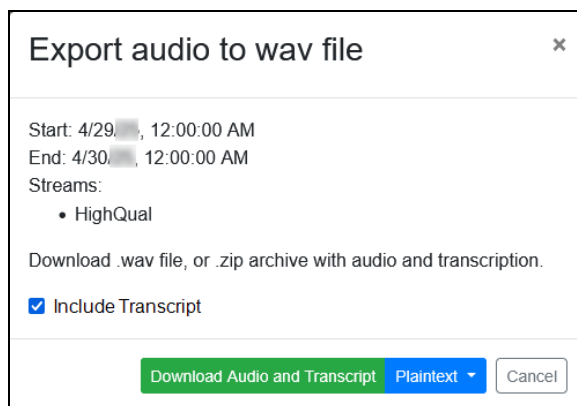 Export audio to wav file
×
Start: 4/29/ , 12:00:00 AM
End: 4/30/ , 12:00:00 AM
Streams:
• HighQual
Download .wav file, or .zip archive with audio and transcription.
Include Transcript
Download Audio and Transcript Plaintext Cancel